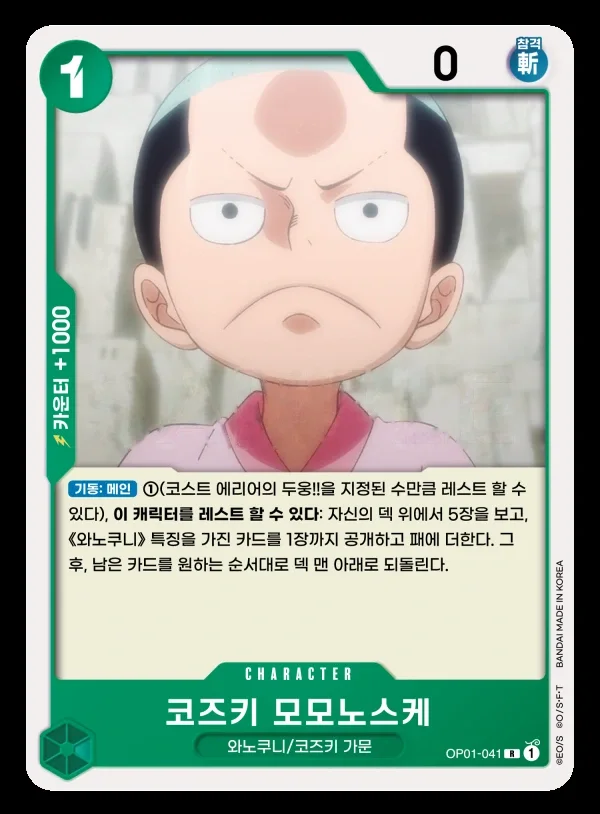 1
0
참격
斬
카운터 +1000
기동: 메인 ①(코스트 에리어의 두웅!!을 지정된 수만큼 레스트 할 수
있다), 이 캐릭터를 레스트 할 수 있다: 자신의 덱 위에서 5장을 보고,
《와노쿠니》 특징을 가진 카드를 1장까지 공개하고 패에 더한다. 그
후, 남은 카드를 원하는 순서대로 덱 맨 아래로 되돌린다.
CHARACTER
코즈키 모모노스케
와노쿠니/코즈키 가문
OP01-041 R 1
©EO/S ©O/S·F·T BANDAI MADE IN KOREA